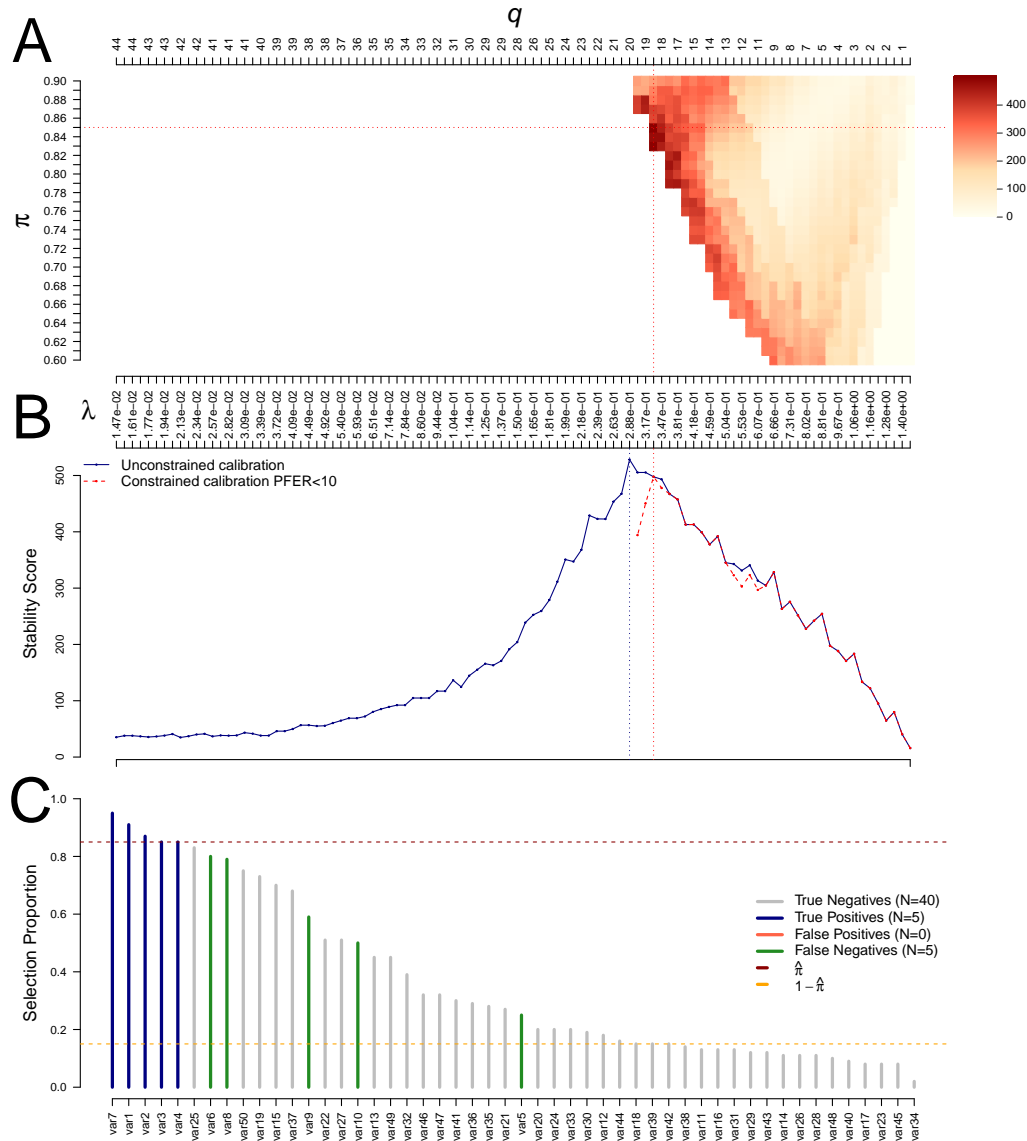 A
q
44 44 43 43 42 42 41 41 41 40 39 39 38 37 36 35 34 33 32 31 30 29 29 28 26 25 24 23 22 21 20 19 18 17 15 14 13 12 11 9 8 7 5 4 3 2 2 1
π
0.90
0.88
0.86
0.84
0.82
0.80
0.78
0.76
0.74
0.72
0.70
0.68
0.66
0.64
0.62
0.60
400
300
200
100
0
B
λ
1.47e−02 1.61e−02 1.77e−02 1.94e−02 2.13e−02 2.34e−02 2.57e−02 2.82e−02 3.09e−02 3.39e−02 3.72e−02 4.09e−02 4.49e−02 4.92e−02 5.40e−02 5.93e−02 6.51e−02 7.14e−02 7.84e−02 8.60e−02 9.44e−02 1.04e−01 1.14e−01 1.25e−01 1.37e−01 1.50e−01 1.65e−01 1.81e−01 1.99e−01 2.18e−01 2.39e−01 2.63e−01 2.88e−01 3.17e−01 3.47e−01 3.81e−01 4.18e−01 4.59e−01 5.04e−01 5.53e−01 6.07e−01 6.66e−01 7.31e−01 8.02e−01 8.81e−01 9.67e−01 1.06e+00 1.16e+00 1.28e+00 1.40e+00
Unconstrained calibration
Constrained calibration PFER<10
Stability Score
500
400
300
200
100
0
C
Selection Proportion
1.0
0.8
0.6
0.4
0.2
0.0
True Negatives (N=40)
True Positives (N=5)
False Positives (N=0)
False Negatives (N=5)
π̂
1−π̂
var7 var1 var2 var3 var4 var25 var6 var8 var50 var19 var15 var37 var9 var22 var27 var10 var13 var49 var32 var46 var47 var41 var36 var35 var21 var5 var20 var24 var33 var30 var12 var44 var18 var39 var42 var38 var11 var16 var31 var29 var43 var14 var26 var28 var48 var40 var17 var23 var45 var34